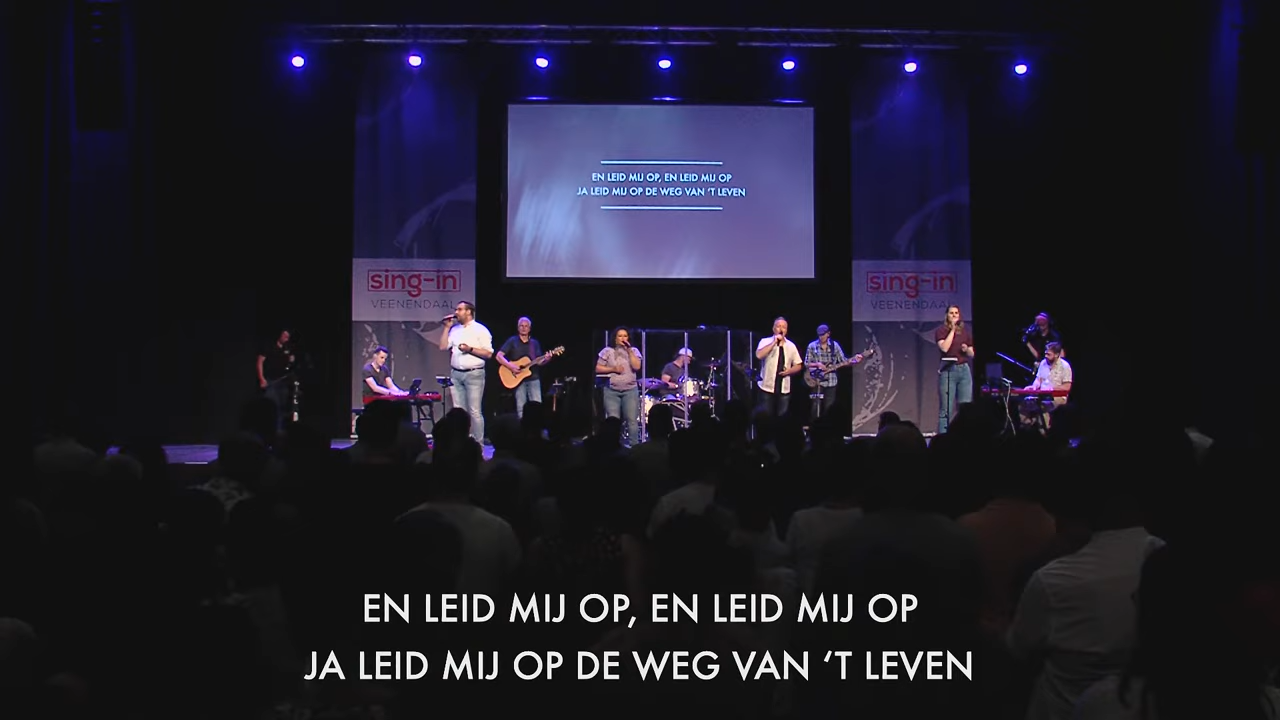 EN LEID MIJ OP, EN LEID MIJ OP
JA LEID MIJ OP DE WEG VAN ‘T LEVEN
sing-in
VEENENDAAL
sing-in
VEENENDAAL
EN LEID MIJ OP, EN LEID MIJ OP
JA LEID MIJ OP DE WEG VAN ‘T LEVEN